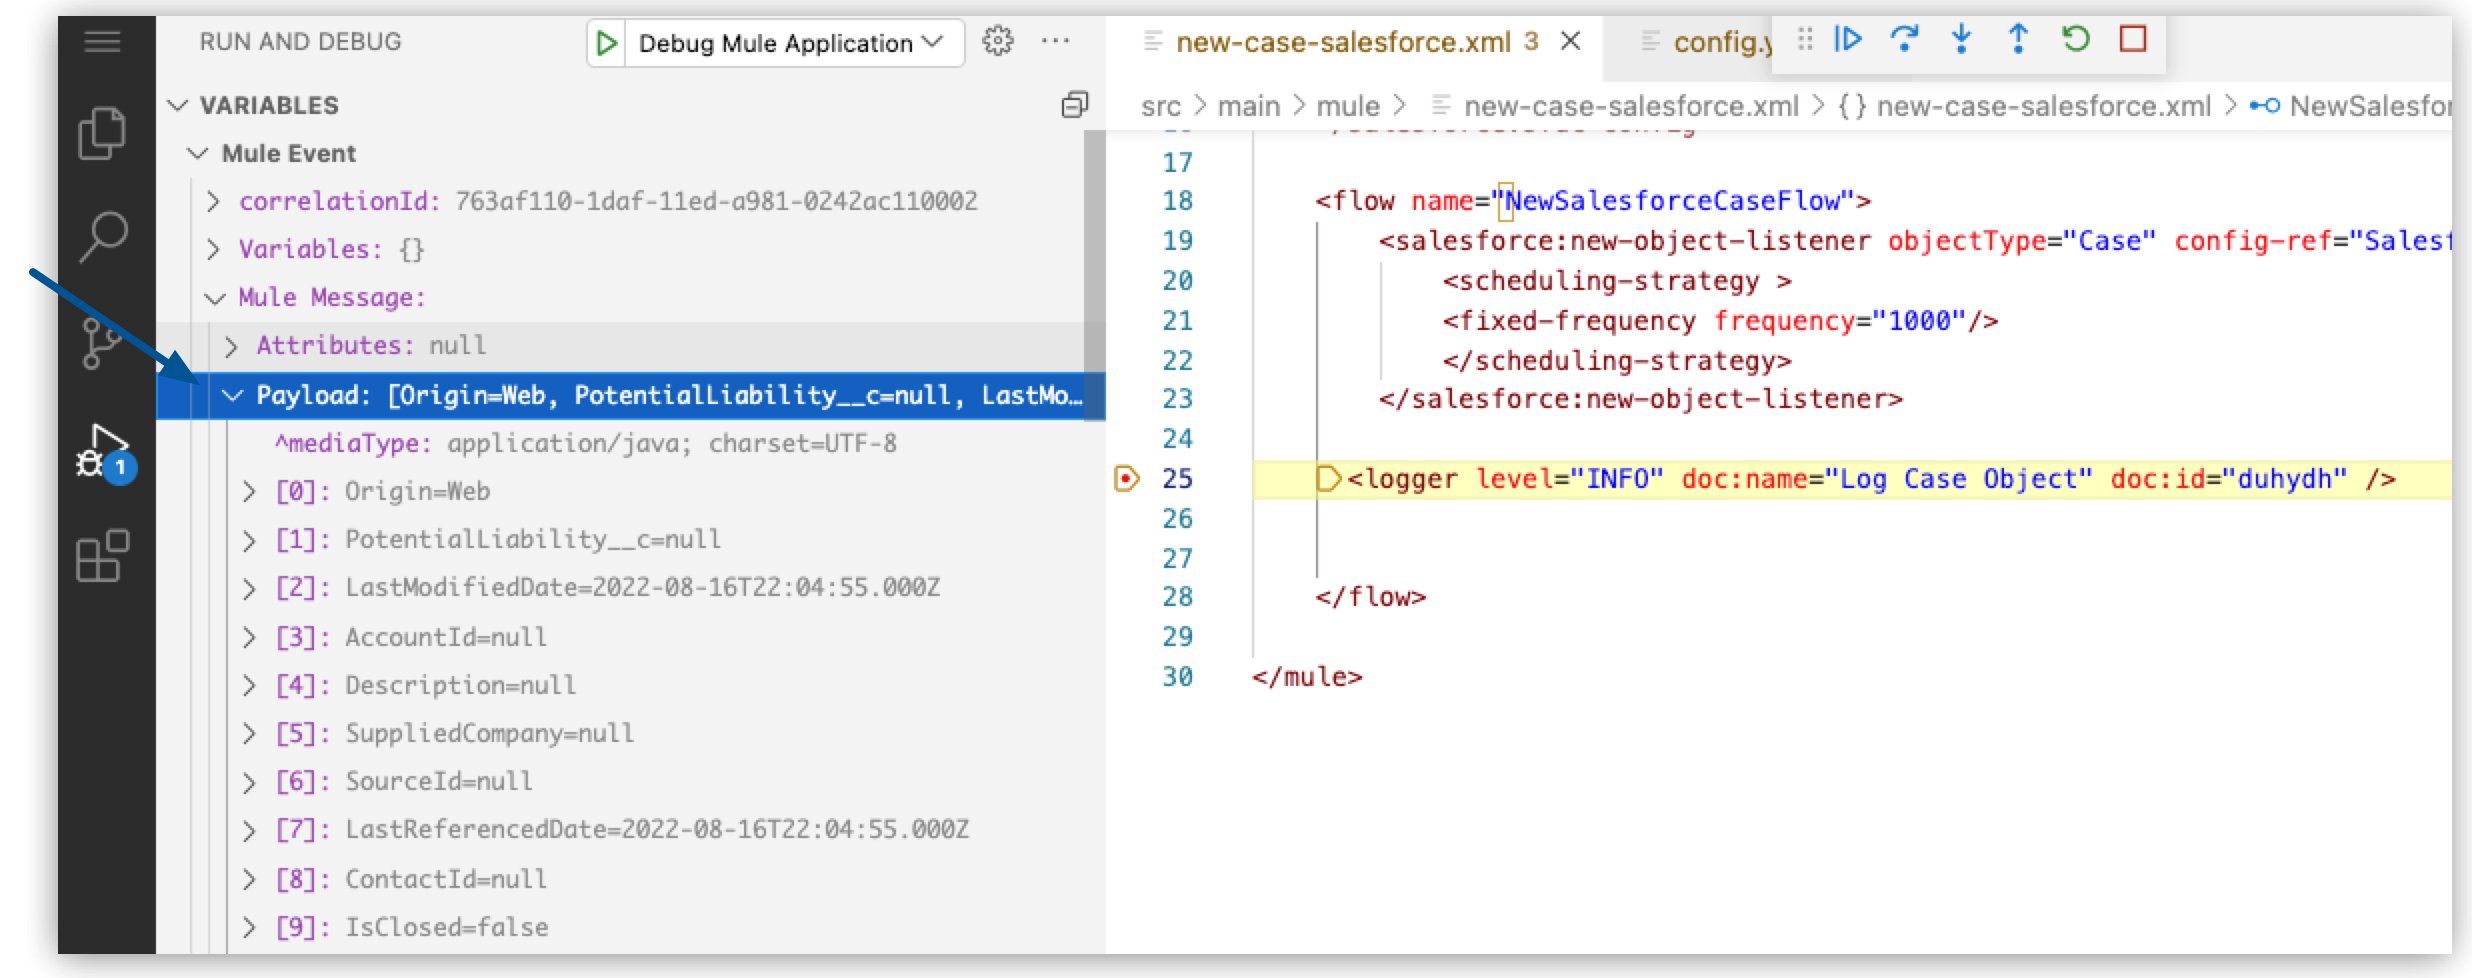 RUN AND DEBUG
Debug Mule Application
VARIABLES
Mule Event
correlationId: 763af110-1daf-11ed-a981-0242ac110002
Variables: {}
Mule Message:
Attributes: null
Payload: [Origin=Web, PotentialLiability__c=null, LastMo…
^mediaType: application/java; charset=UTF-8
[0]: Origin=Web
[1]: PotentialLiability__c=null
[2]: LastModifiedDate=2022-08-16T22:04:55.000Z
[3]: AccountId=null
[4]: Description=null
[5]: SuppliedCompany=null
[6]: SourceId=null
[7]: LastReferencedDate=2022-08-16T22:04:55.000Z
[8]: ContactId=null
[9]: IsClosed=false
1
new-case-salesforce.xml 3
config.y
src > main > mule > new-case-salesforce.xml > {} new-case-salesforce.xml > NewSalesfor
17
18 <flow name="NewSalesforceCaseFlow">
19 <salesforce:new-object-listener objectType="Case" config-ref="Salesf
20 <scheduling-strategy >
21 <fixed-frequency frequency="1000"/>
22 </scheduling-strategy>
23 </salesforce:new-object-listener>
24
25 <logger level="INFO" doc:name="Log Case Object" doc:id="duhydh" />
26
27
28 </flow>
29
30 </mule>